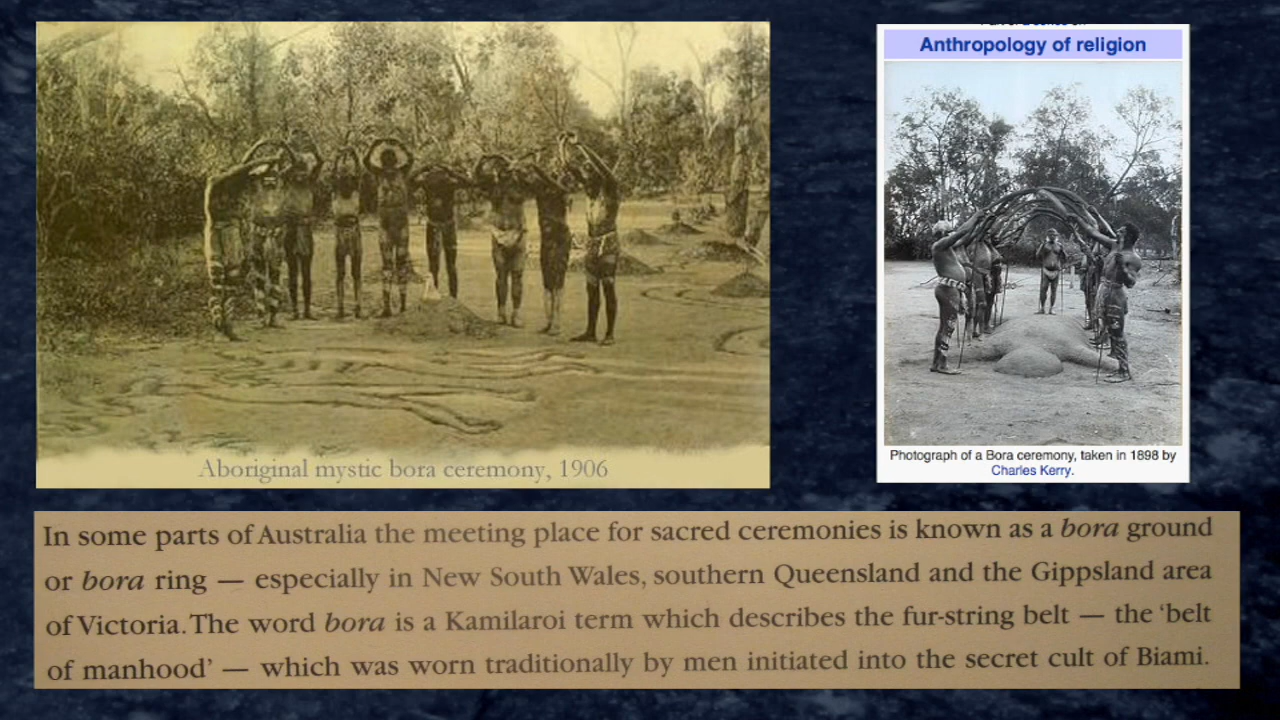 Aboriginal mystic bora ceremony, 1906
Anthropology of religion
Photograph of a Bora ceremony, taken in 1898 by
Charles Kerry.
In some parts of Australia the meeting place for sacred ceremonies is known as a bora ground
or bora ring — especially in New South Wales, southern Queensland and the Gippsland area
of Victoria. The word bora is a Kamilaroi term which describes the fur-string belt — the ‘belt
of manhood’ — which was worn traditionally by men initiated into the secret cult of Biami.